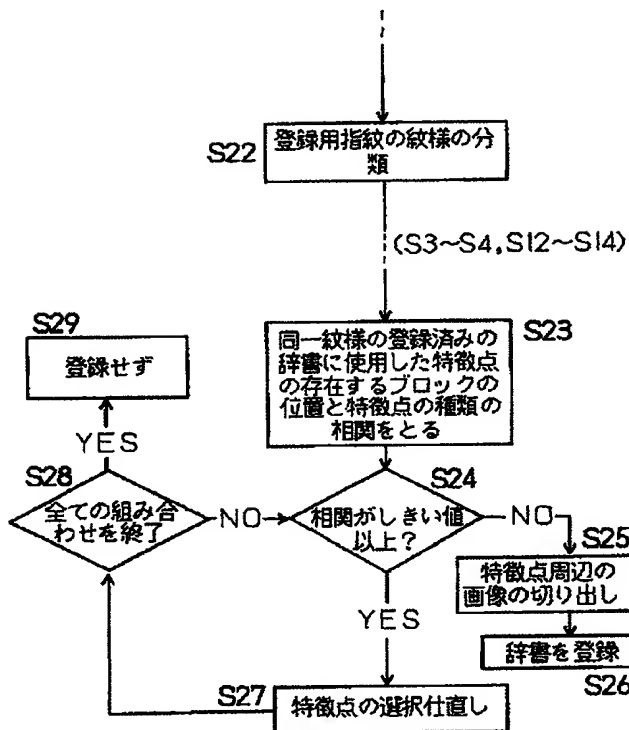 S22
登録用指紋の紋様の分
類
(S3~S4,S12~S14)
S23
同一紋様の登録済みの
辞書に使用した特徴点
の存在するブロックの
位置と特徴点の種類の
相関をとる
S29
登録せず
YES
S28
全ての組み合
わせを終了
NO
S24
相関がしきい値
以上?
NO
S25
特徴点周辺の
画像の切り出し
YES
辞書を登録
S26
S27
特徴点の選択仕直し